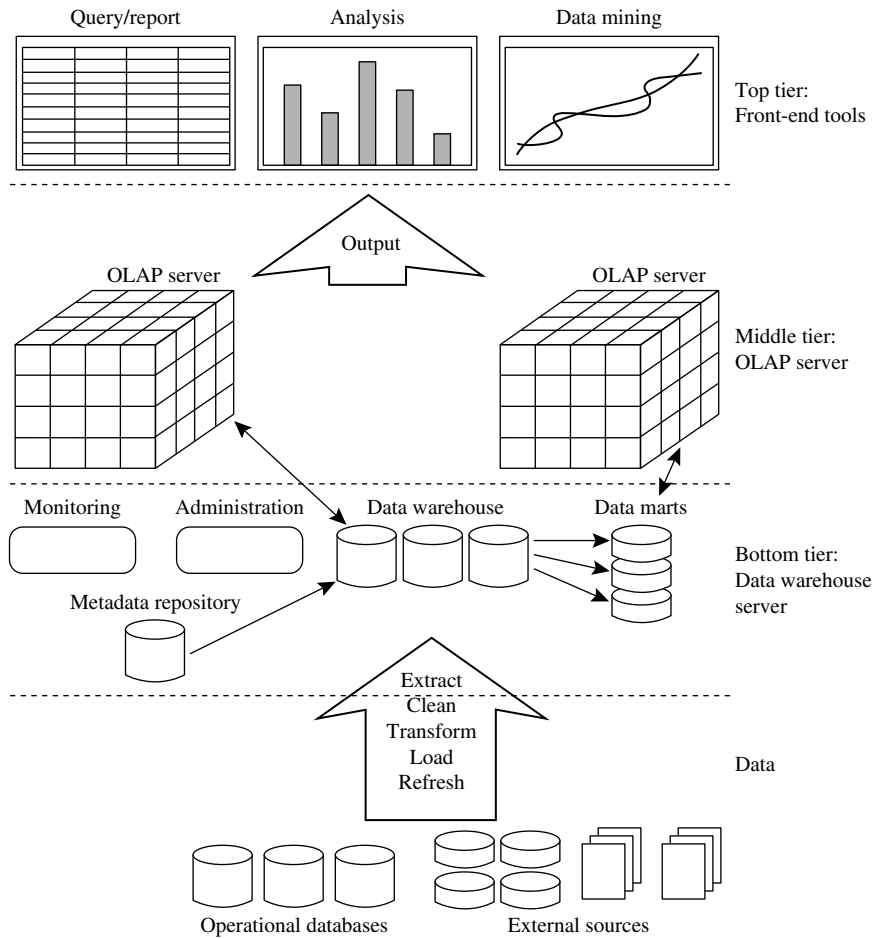 Query/report
Analysis
Data mining
Top tier:
Front-end tools
Output
OLAP server
OLAP server
Middle tier:
OLAP server
Monitoring
Administration
Data warehouse
Data marts
Bottom tier:
Data warehouse
server
Metadata repository
Extract
Clean
Transform
Load
Refresh
Data
Operational databases
External sources